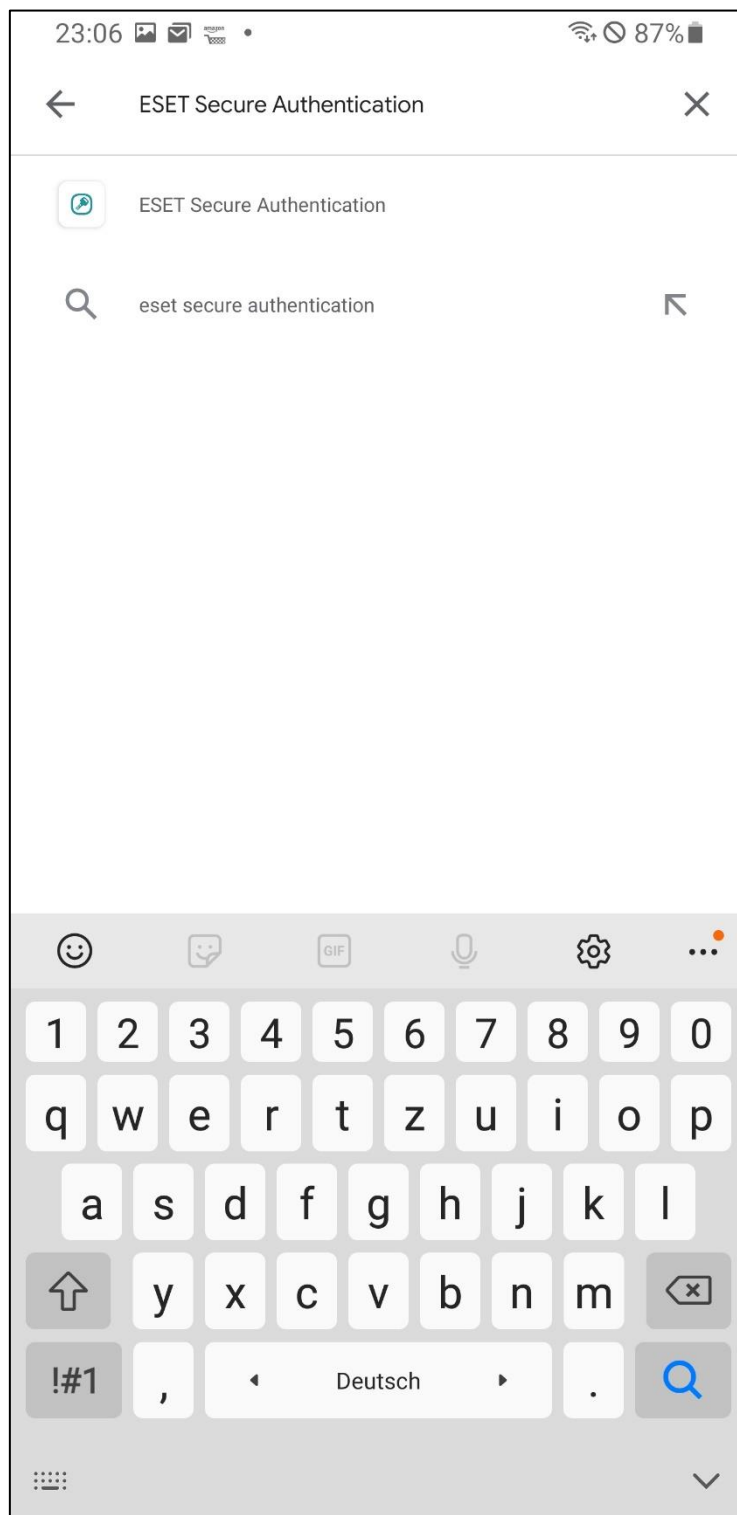 23:06 87%
ESET Secure Authentication
ESET Secure Authentication
eset secure authentication
GIF
1 2 3 4 5 6 7 8 9 0
q w e r t z u i o p
a s d f g h j k l
y x c v b n m
!#1 , Deutsch .